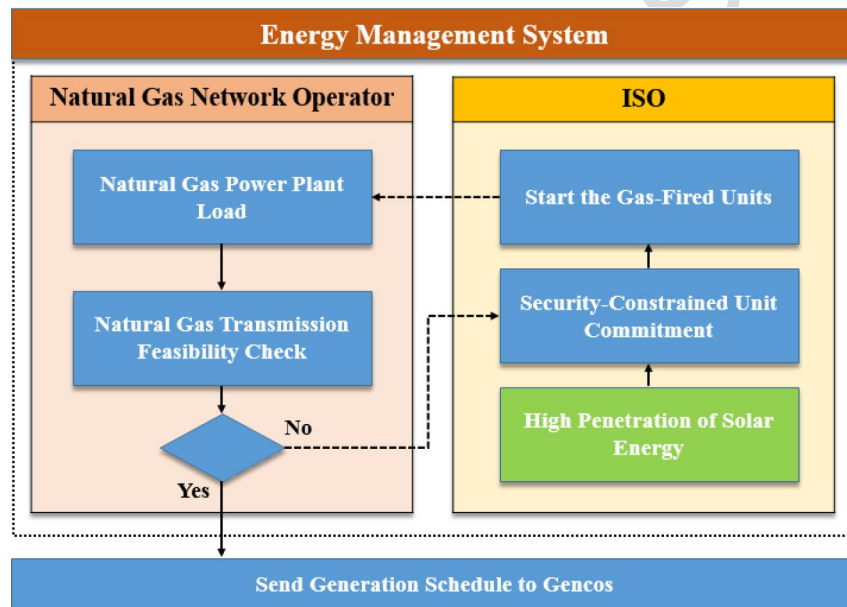 Energy Management System
Natural Gas Network Operator
Natural Gas Power Plant
Load
Natural Gas Transmission
Feasibility Check
No
Yes
ISO
Start the Gas-Fired Units
Security-Constrained Unit
Commitment
High Penetration of Solar
Energy
Send Generation Schedule to Gencos